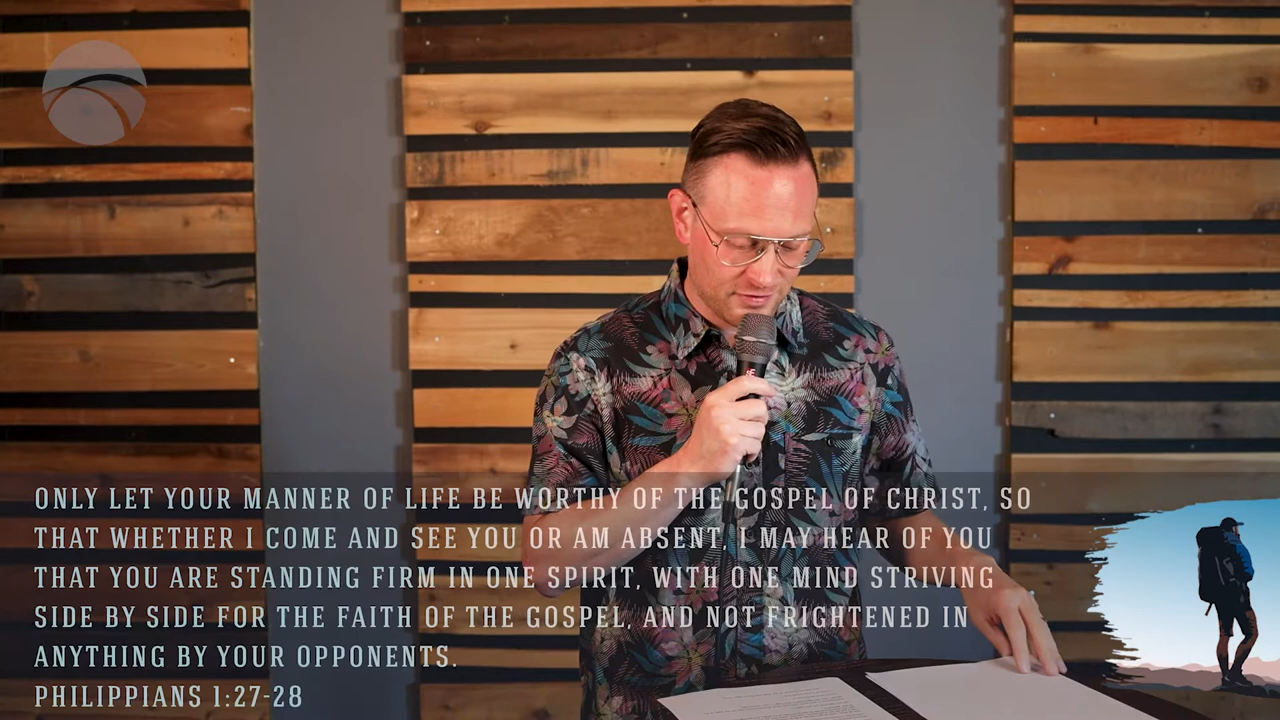 ONLY LET YOUR MANNER OF LIFE BE WORTHY OF THE GOSPEL OF CHRIST, SO
THAT WHETHER I COME AND SEE YOU OR AM ABSENT, I MAY HEAR OF YOU
THAT YOU ARE STANDING FIRM IN ONE SPIRIT, WITH ONE MIND STRIVING
SIDE BY SIDE FOR THE FAITH OF THE GOSPEL, AND NOT FRIGHTENED IN
ANYTHING BY YOUR OPPONENTS.
PHILIPPIANS 1:27-28